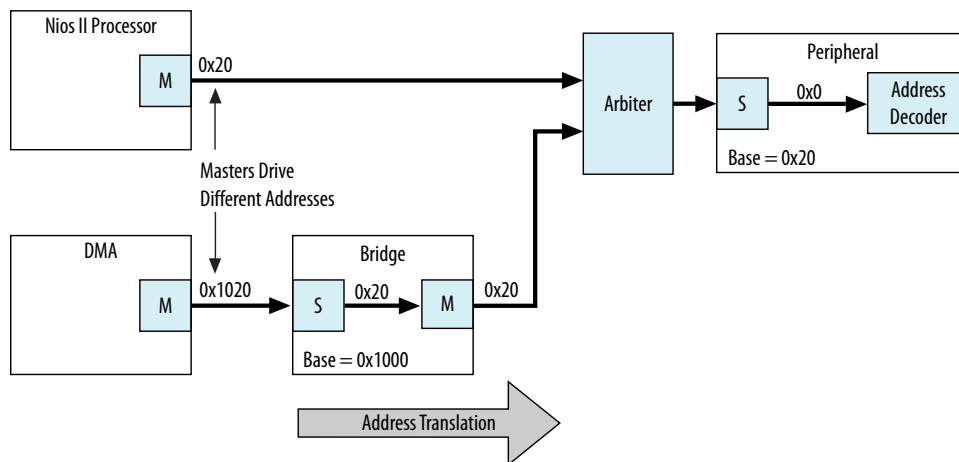 Nios II Processor
M
0x20
Arbiter
Peripheral
S
0x0
Address
Decoder
Base = 0x20
Masters Drive
Different Addresses
DMA
M
0x1020
Bridge
S
0x20
M
0x20
Base = 0x1000
Address Translation